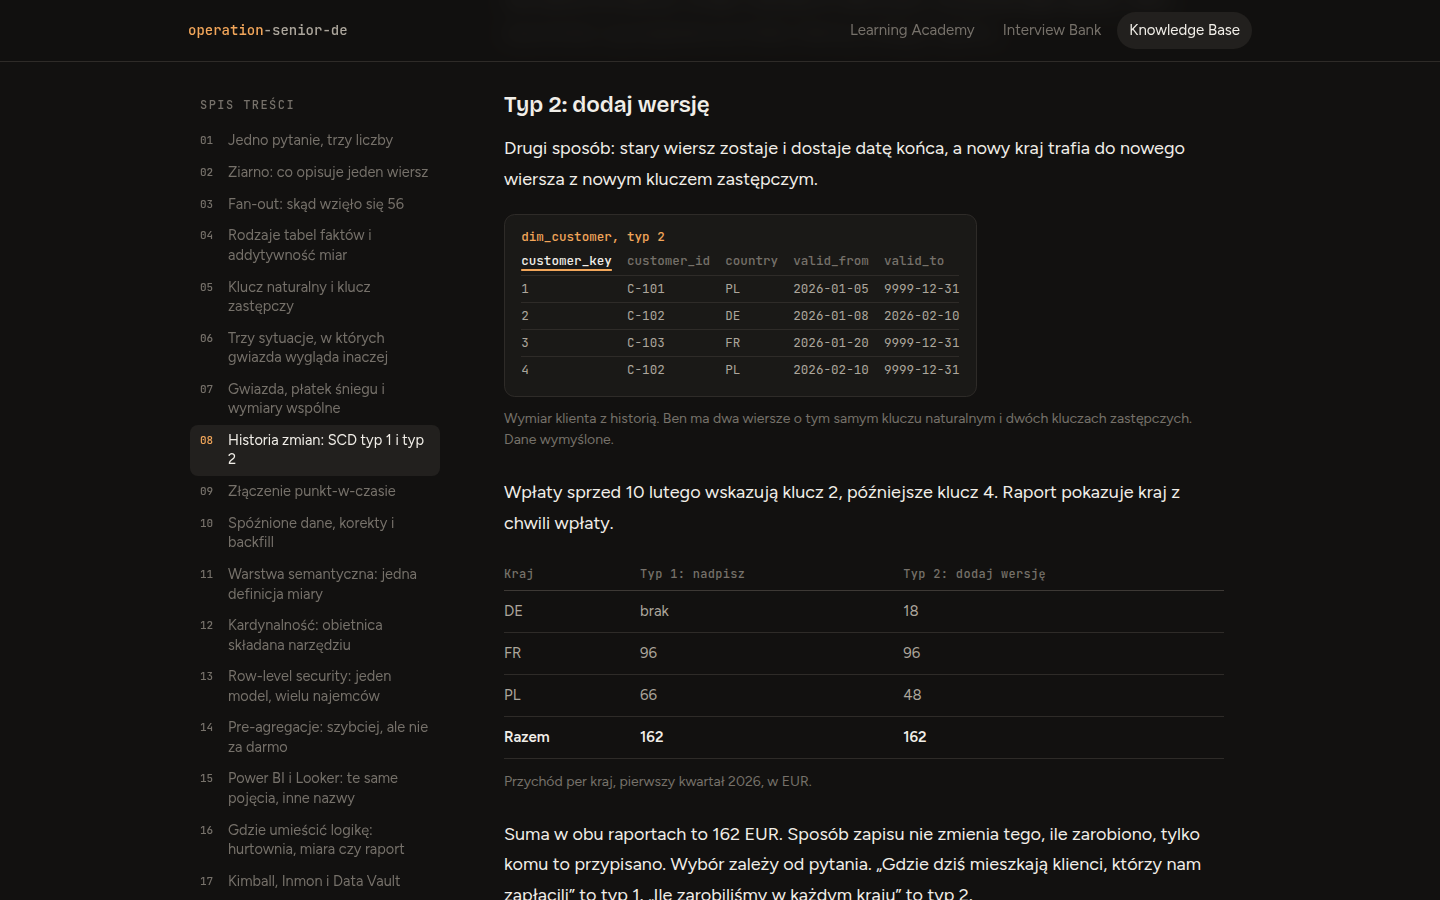 operation-senior-de
Learning Academy
Interview Bank
Knowledge Base
SPIS TREŚCI
01 Jedno pytanie, trzy liczby
02 Ziarno: co opisuje jeden wiersz
03 Fan-out: skąd wzięło się 56
04 Rodzaje tabel faktów i
addytywność miar
05 Klucz naturalny i klucz
zastępczy
06 Trzy sytuacje, w których
gwiazda wygląda inaczej
07 Gwiazda, płatek śniegu i
wymiary wspólne
08 Historia zmian: SCD typ 1 i typ
2
09 Złączenie punkt-w-czasie
10 Spóźnione dane, korekty i
backfill
11 Warstwa semantyczna: jedna
definicja miary
12 Kardynalność: obietnica
składana narzędziu
13 Row-level security: jeden
model, wielu najemców
14 Pre-agregacje: szybciej, ale nie
za darmo
15 Power BI i Looker: te same
pojęcia, inne nazwy
16 Gdzie umieścić logikę:
hurtownia, miara czy raport
17 Kimball, Inmon i Data Vault
Typ 2: dodaj wersję
Drugi sposób: stary wiersz zostaje i dostaje datę końca, a nowy kraj trafia do nowego
wiersza z nowym kluczem zastępczym.
dim_customer, typ 2
customer_key customer_id country valid_from valid_to
1 C-101 PL 2026-01-05 9999-12-31
2 C-102 DE 2026-01-08 2026-02-10
3 C-103 FR 2026-01-20 9999-12-31
4 C-102 PL 2026-02-10 9999-12-31
Wymiar klienta z historią. Ben ma dwa wiersze o tym samym kluczu naturalnym i dwóch kluczach zastępczych.
Dane wymyślone.
Wpłaty sprzed 10 lutego wskazują klucz 2, późniejsze klucz 4. Raport pokazuje kraj z
chwili wpłaty.
Kraj Typ 1: nadpisz Typ 2: dodaj wersję
DE brak 18
FR 96 96
PL 66 48
Razem 162 162
Przychód per kraj, pierwszy kwartał 2026, w EUR.
Suma w obu raportach to 162 EUR. Sposób zapisu nie zmienia tego, ile zarobiono, tylko
komu to przypisano. Wybór zależy od pytania. „Gdzie dziś mieszkają klienci, którzy nam
zapłacili” to typ 1. „Ile zarobiliśmy w każdym kraju” to typ 2.